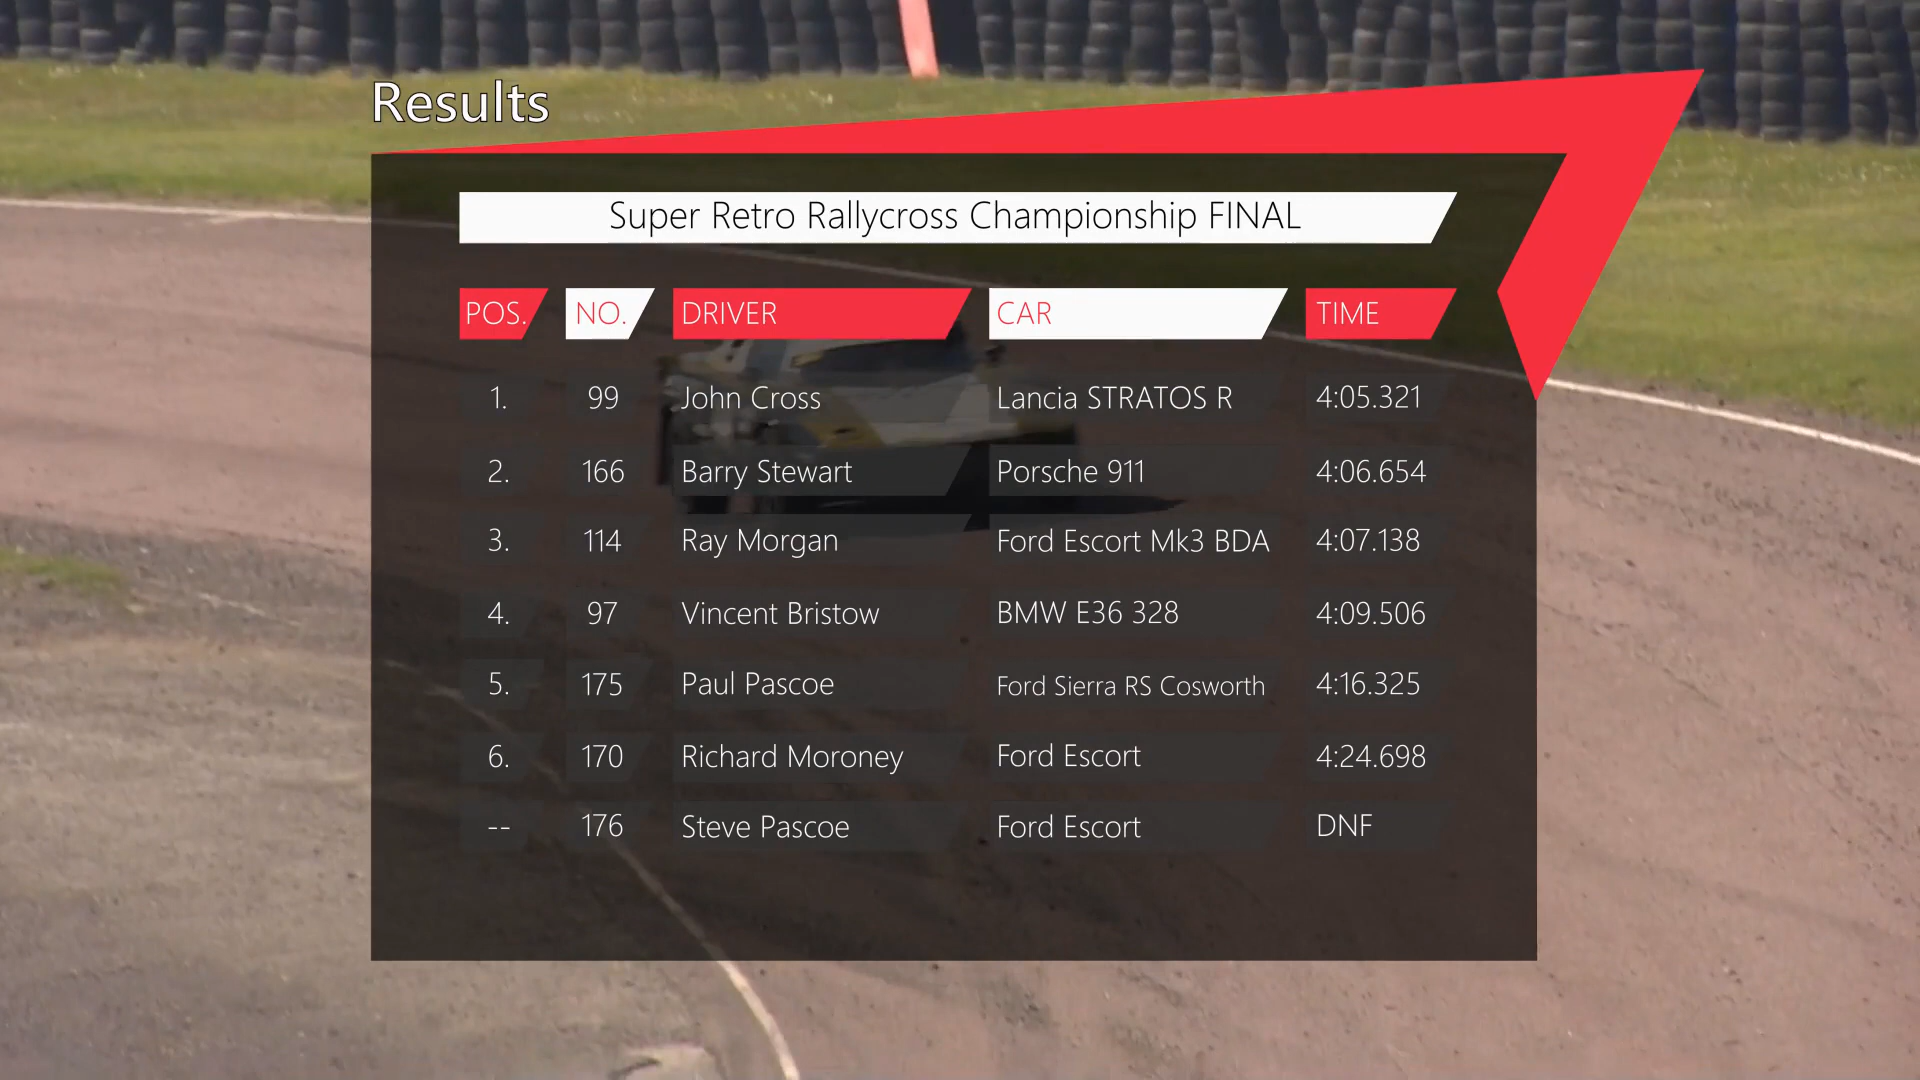 Results
Super Retro Rallycross Championship FINAL
POS. NO. DRIVER CAR TIME
1. 99 John Cross Lancia STRATOS R 4:05.321
2. 166 Barry Stewart Porsche 911 4:06.654
3. 114 Ray Morgan Ford Escort Mk3 BDA 4:07.138
4. 97 Vincent Bristow BMW E36 328 4:09.506
5. 175 Paul Pascoe Ford Sierra RS Cosworth 4:16.325
6. 170 Richard Moroney Ford Escort 4:24.698
-- 176 Steve Pascoe Ford Escort DNF